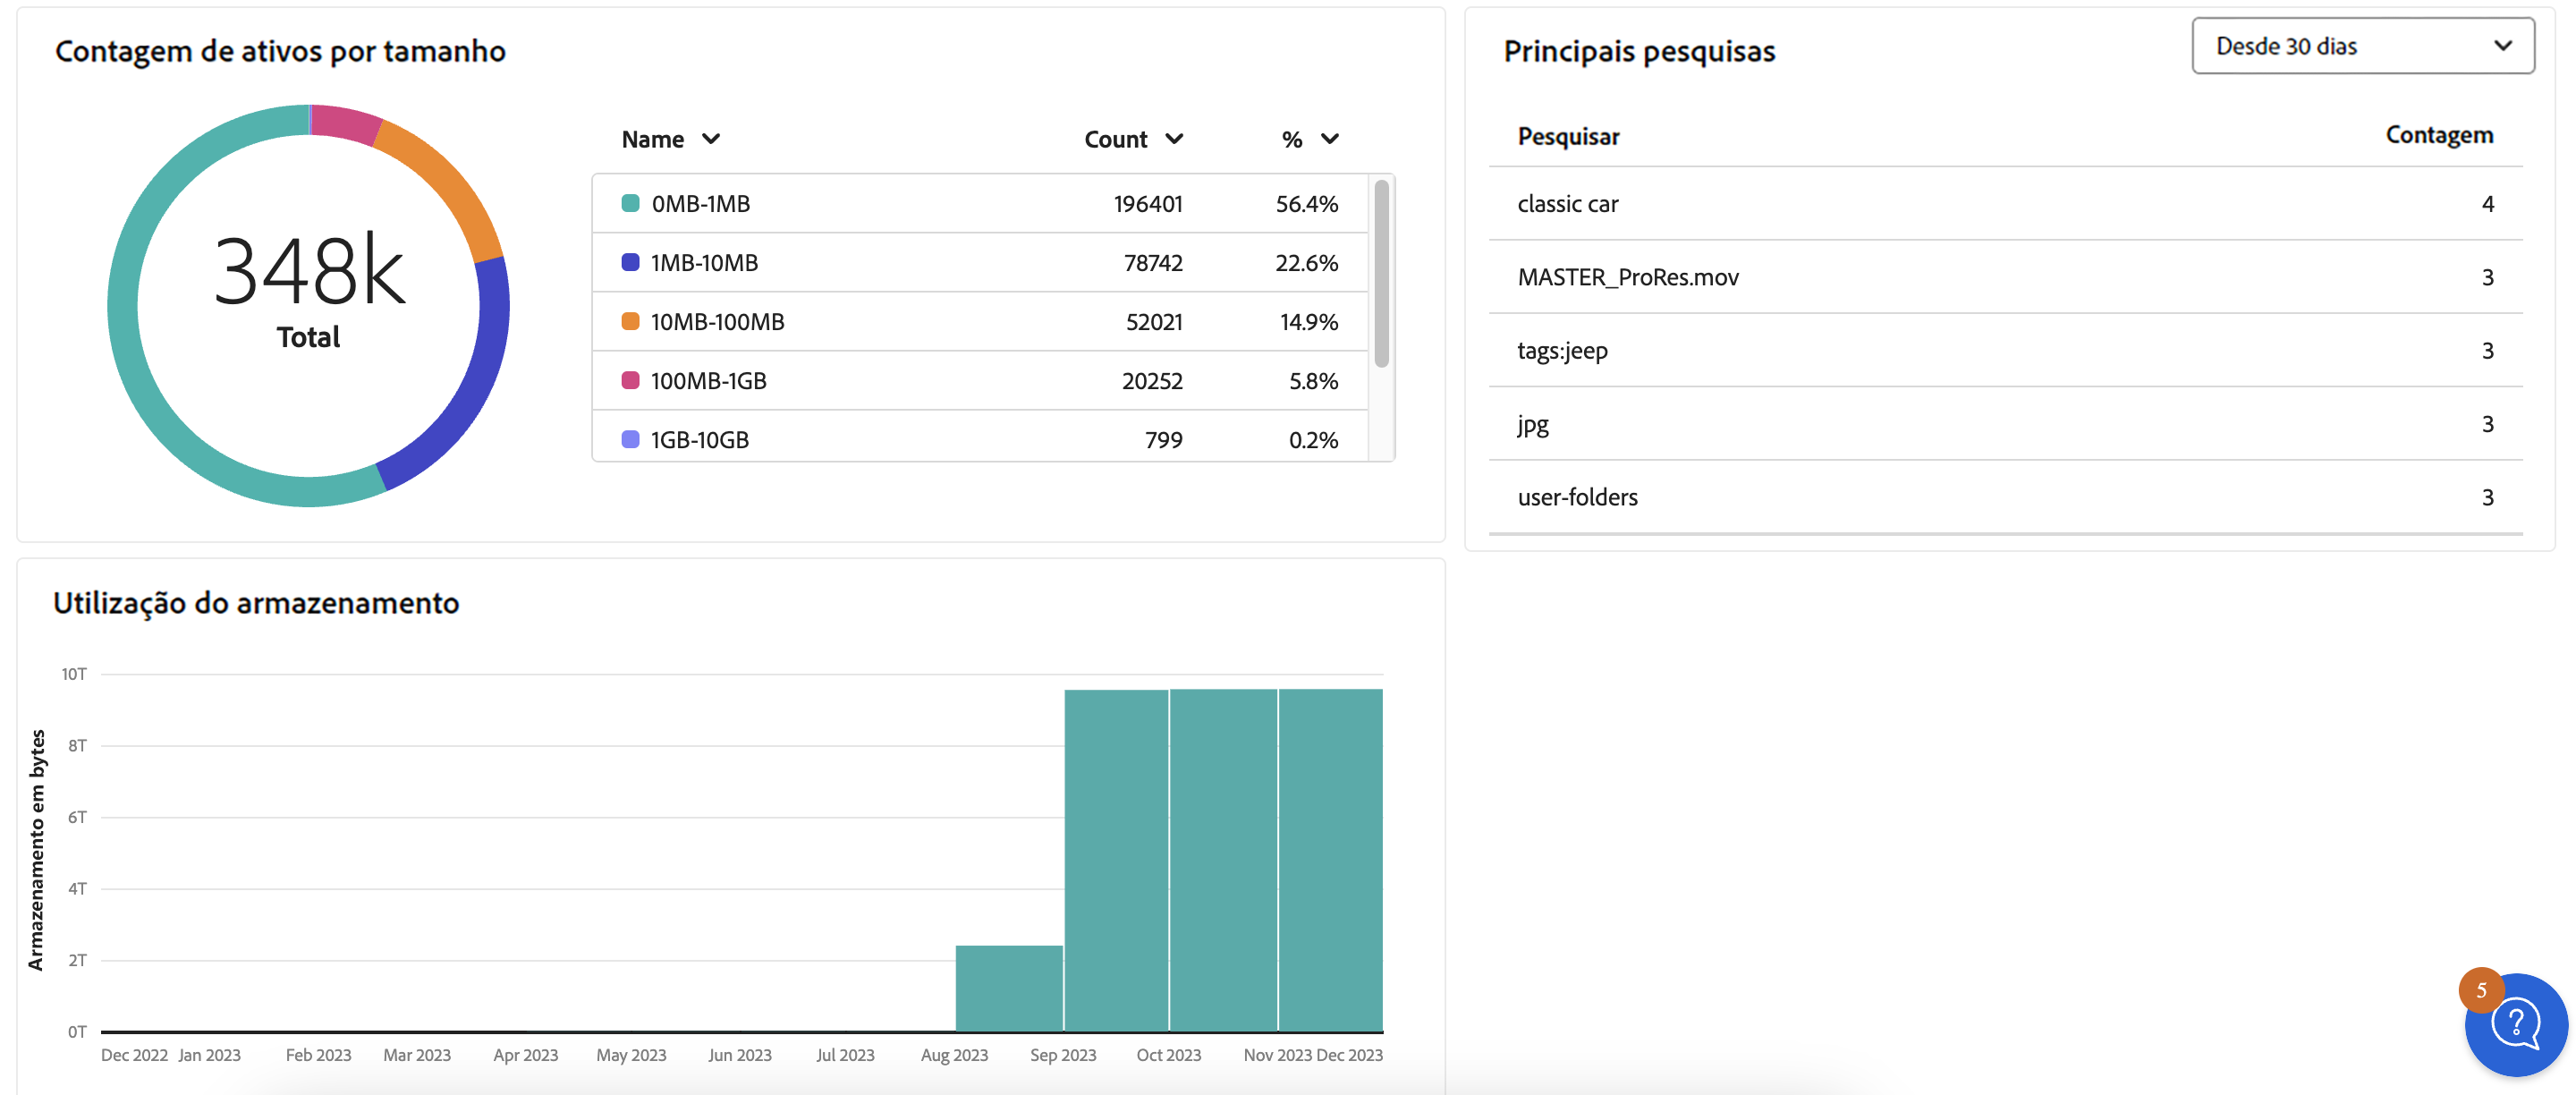 Contagem de ativos por tamanho
348k
Total
Name Count %
0MB-1MB 196401 56.4%
1MB-10MB 78742 22.6%
10MB-100MB 52021 14.9%
100MB-1GB 20252 5.8%
1GB-10GB 799 0.2%
Principais pesquisas
Desde 30 dias
Pesquisar Contagem
classic car 4
MASTER_ProRes.mov 3
tags:jeep 3
jpg 3
user-folders 3
Utilização do armazenamento
Armazenamento em bytes
10T
8T
6T
4T
2T
0T
Dec 2022 Jan 2023 Feb 2023 Mar 2023 Apr 2023 May 2023 Jun 2023 Jul 2023 Aug 2023 Sep 2023 Oct 2023 Nov 2023 Dec 2023
5
?